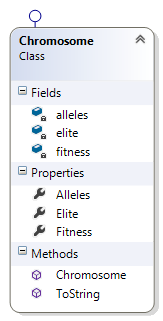 Chromosome
Class
Fields
alleles
elite
fitness
Properties
Alleles
Elite
Fitness
Methods
Chromosome
ToString